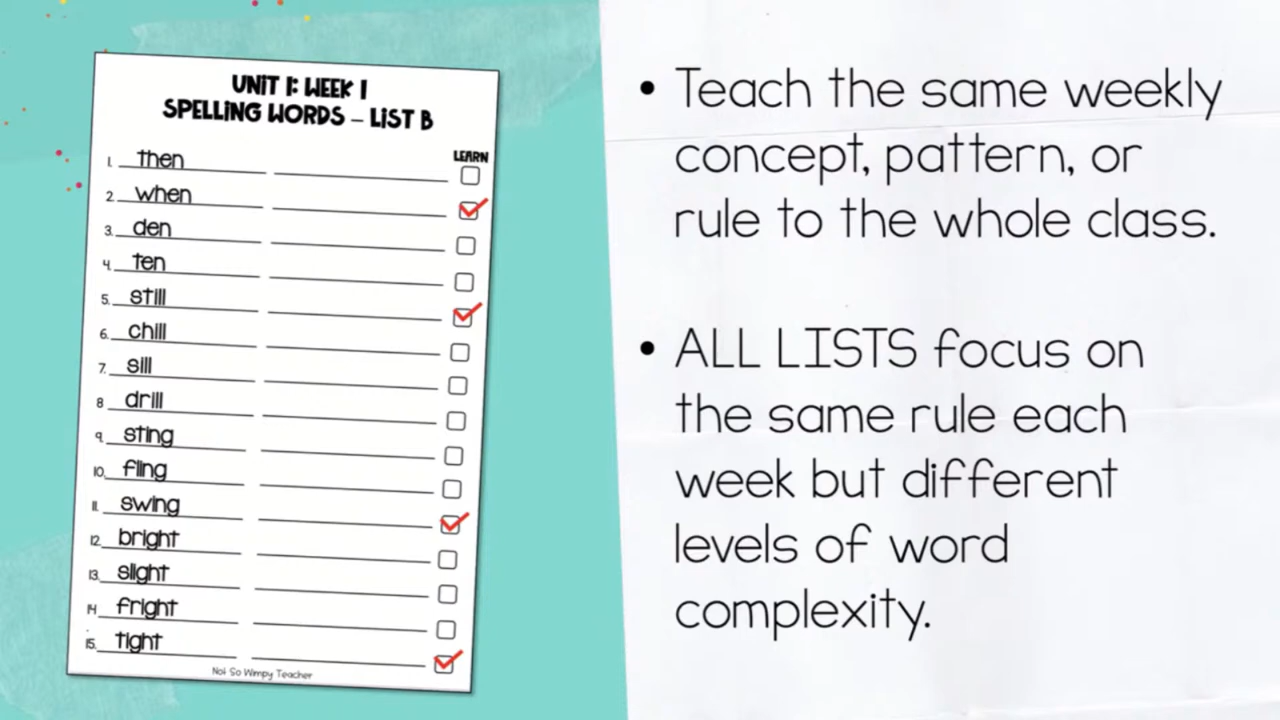 UNIT 1: WEEK 1
SPELLING WORDS – LIST B
LEARN
1. then
2. when
3. den
4. ten
5. still
6. chill
7. sill
8 drill
9. sting
10. fling
11. swing
12. bright
13. slight
14 fright
15. tight
Not So Wimpy Teacher
• Teach the same weekly
concept, pattern, or
rule to the whole class.
• ALL LISTS focus on
the same rule each
week but different
levels of word
complexity.